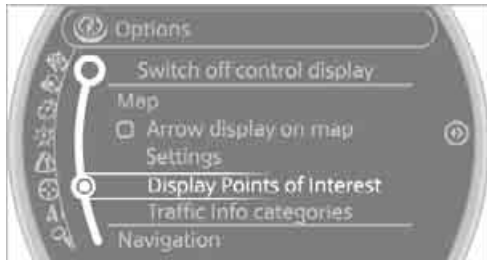 Options
Switch off control display
Map
Arrow display on map
Settings
Display Points of Interest
Traffic Info categories
Navigation